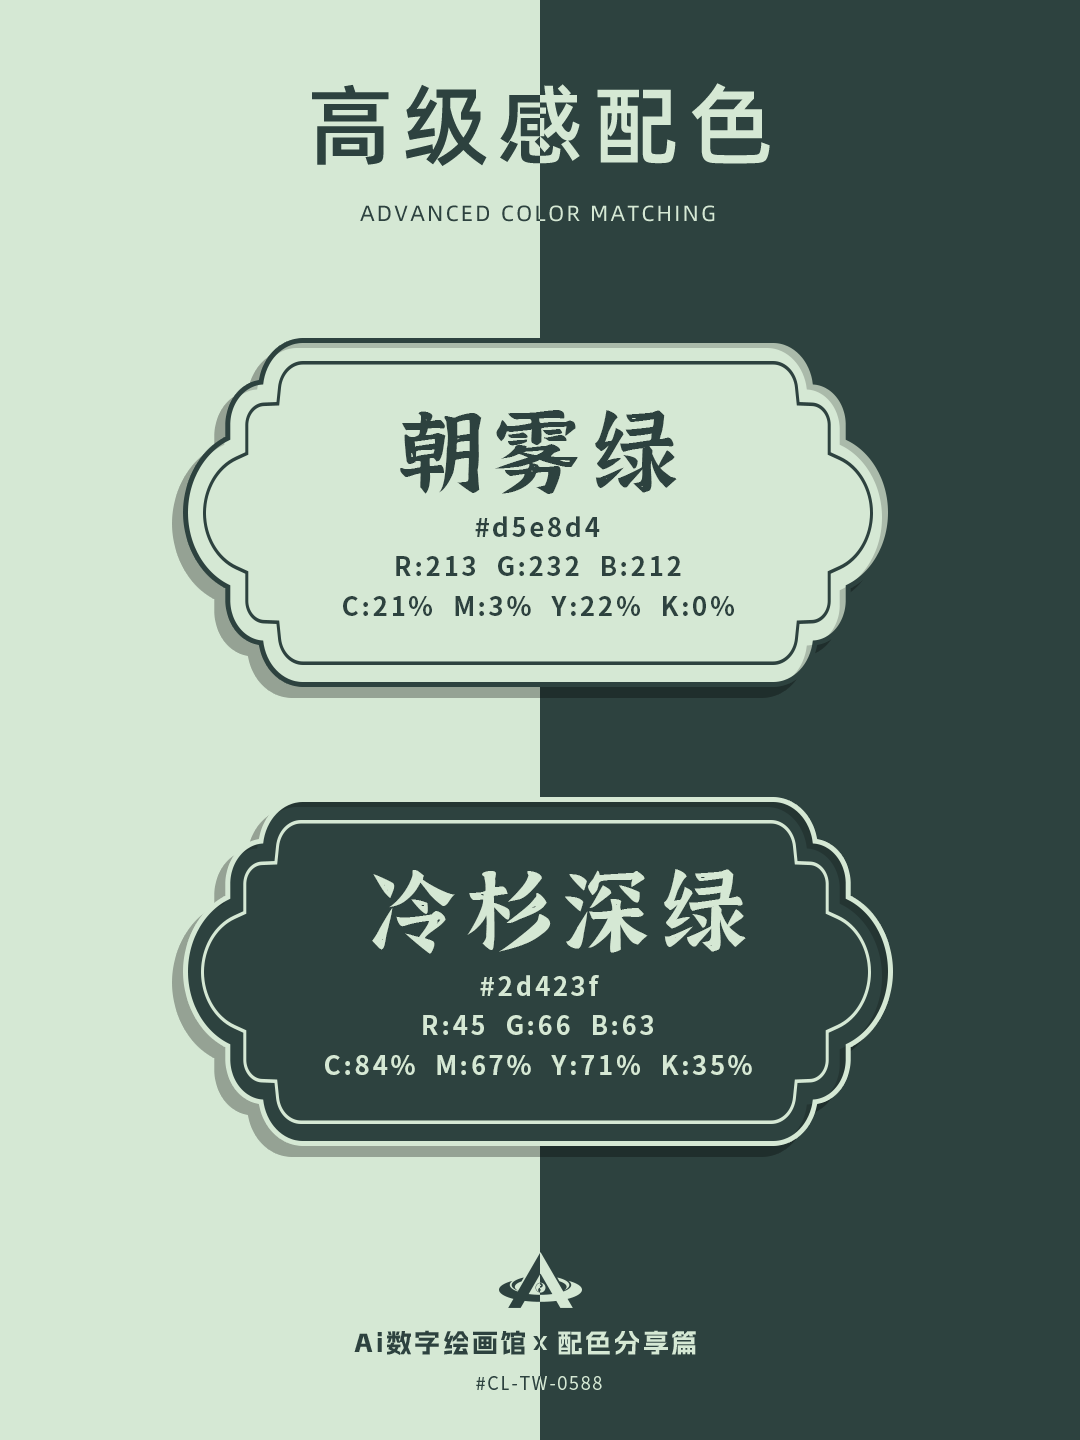 高级感配色
ADVANCED COLOR MATCHING
朝雾绿
#d5e8d4
R:213 G:232 B:212
C:21% M:3% Y:22% K:0%
冷杉深绿
#2d423f
R:45 G:66 B:63
C:84% M:67% Y:71% K:35%
Ai数字绘画馆 x 配色分享篇
#CL-TW-0588